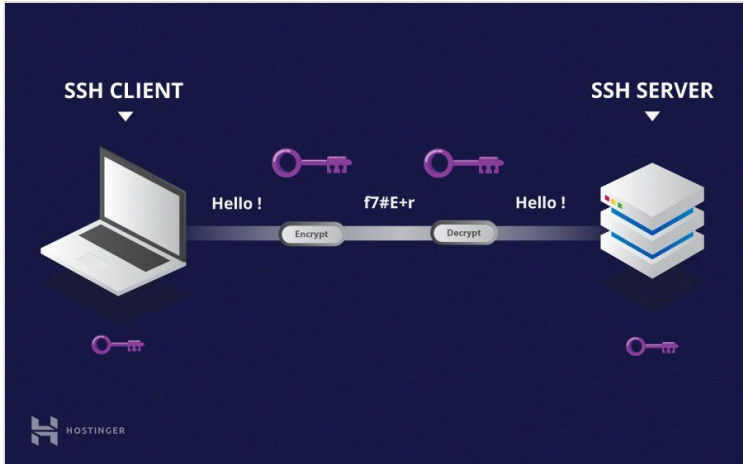 SSH CLIENT
SSH SERVER
Hello !
f7#E+r
Hello !
Encrypt
Decrypt
HOSTINGER